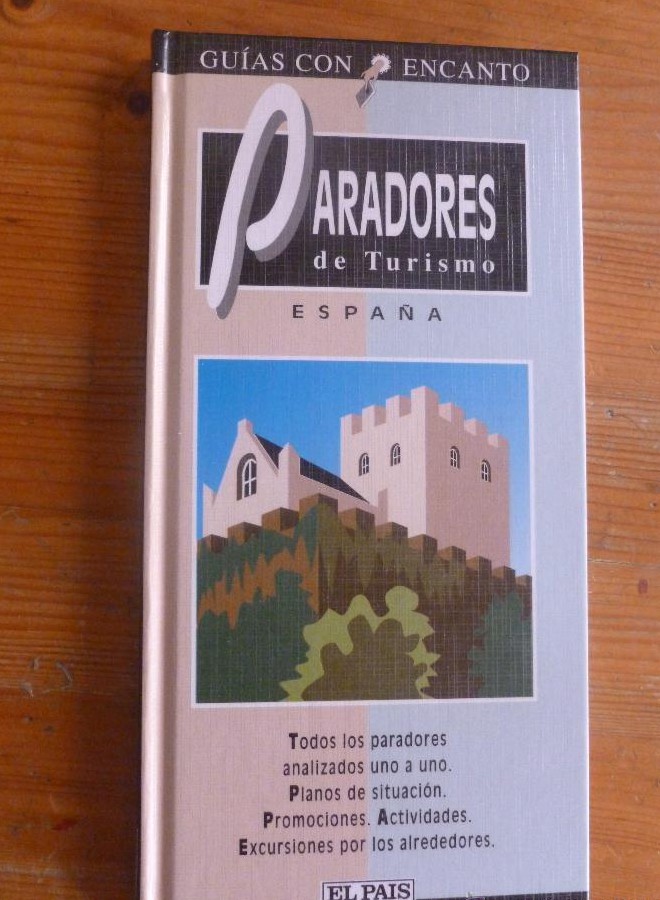 GUÍAS CON ENCANTO
PARADORES
de Turismo
ESPAÑA
Todos los paradores
analizados uno a uno.
Planos de situación.
Promociones. Actividades.
Excursiones por los alrededores.
EL PAIS